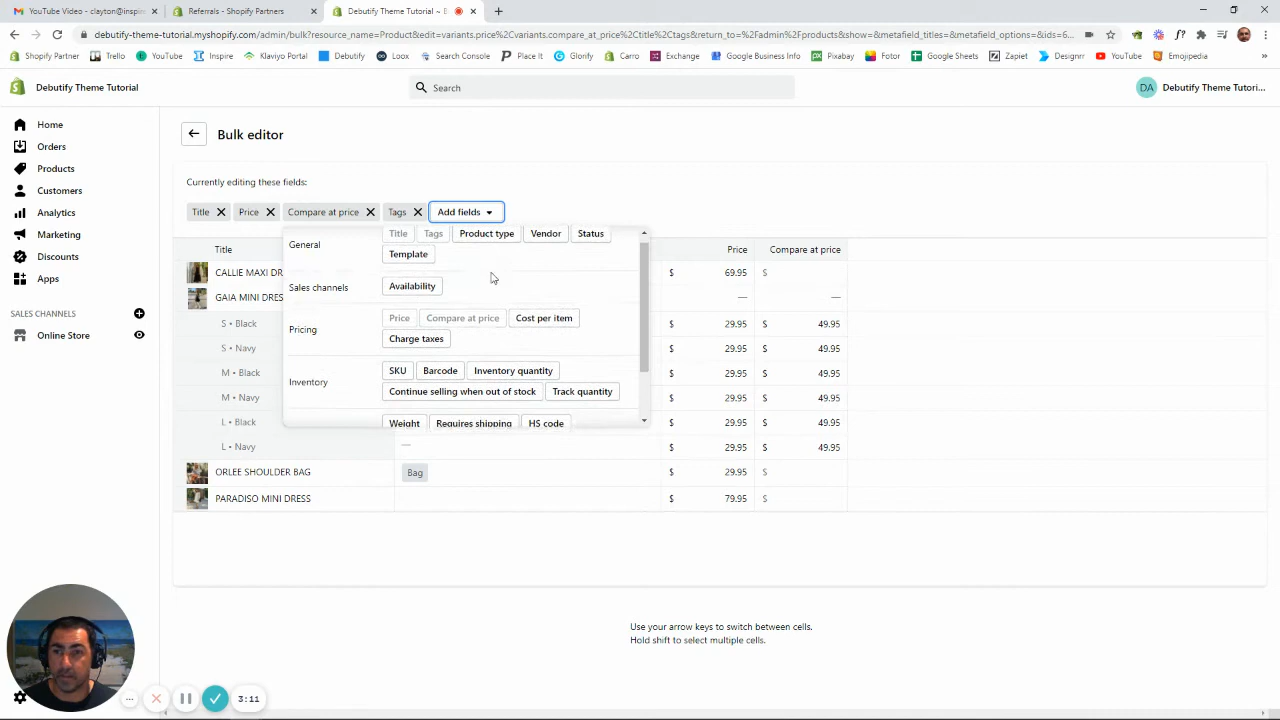 YouTube Video - clayton@inspir
Referrals - Shopify Partners
Debutify Theme Tutorial ~ B
debutify-theme-tutorial.myshopify.com/admin/bulk?resource_name=Product&edit=variants.price%2Cvariants.compare_at_price%2Ctitle%2Ctags&return_to=%2Fadmin%2Fproducts&show=&metafield_titles=&metafield_options=&ids=6...
Shopify Partner Trello YouTube Inspire Klaviyo Portal Debutify Loox Search Console Place It Glorify Carro Exchange Google Business Info Pixabay Fotor Google Sheets Zapiet Designrr YouTube Emojipedia
Debutify Theme Tutorial
Search
DA Debutify Theme Tutori...
Home
Orders
Products
Customers
Analytics
Marketing
Discounts
Apps
SALES CHANNELS
Online Store
Bulk editor
Currently editing these fields:
Title Price Compare at price Tags Add fields
Title Price Compare at price
General Title Tags Product type Vendor Status
Template
Sales channels Availability
Pricing Price Compare at price Cost per item
Charge taxes
Inventory SKU Barcode Inventory quantity
Continue selling when out of stock Track quantity
Weight Requires shipping HS code
CALLIE MAXI DR $ 69.95 $
GAIA MINI DRES — —
S • Black $ 29.95 $ 49.95
S • Navy $ 29.95 $ 49.95
M • Black $ 29.95 $ 49.95
M • Navy $ 29.95 $ 49.95
L • Black $ 29.95 $ 49.95
L • Navy — $ 29.95 $ 49.95
ORLEE SHOULDER BAG Bag $ 29.95 $
PARADISO MINI DRESS $ 79.95 $
Use your arrow keys to switch between cells.
Hold shift to select multiple cells.
3:11